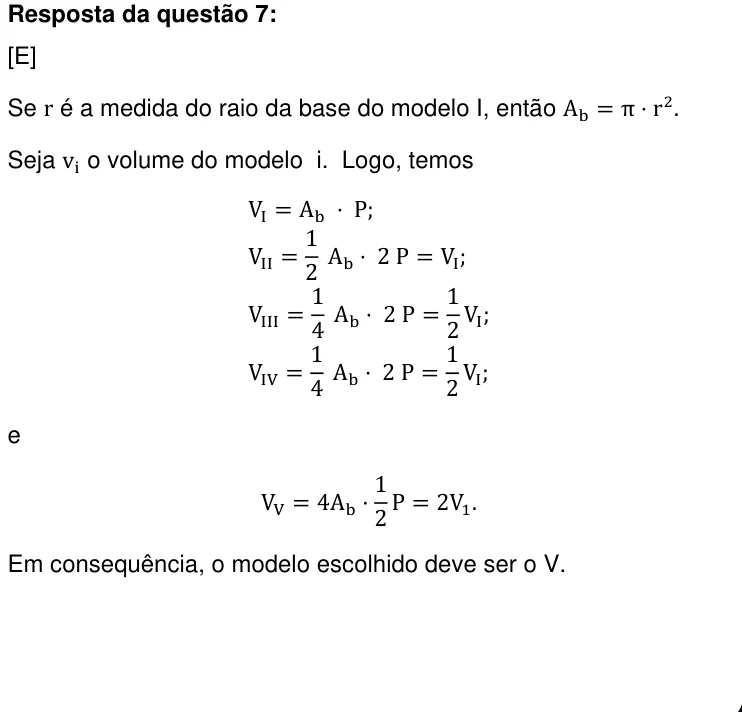 Resposta da questão 7:
[E]
Se r é a medida do raio da base do modelo I, então A_b = π · r².
Seja v_i o volume do modelo  i.  Logo, temos
V_I = A_b · P;
V_II = 1/2 A_b · 2 P = V_I;
V_III = 1/4 A_b · 2 P = 1/2 V_I;
V_IV = 1/4 A_b · 2 P = 1/2 V_I;
e
V_V = 4A_b · 1/2 P = 2V_1.
Em consequência, o modelo escolhido deve ser o V.